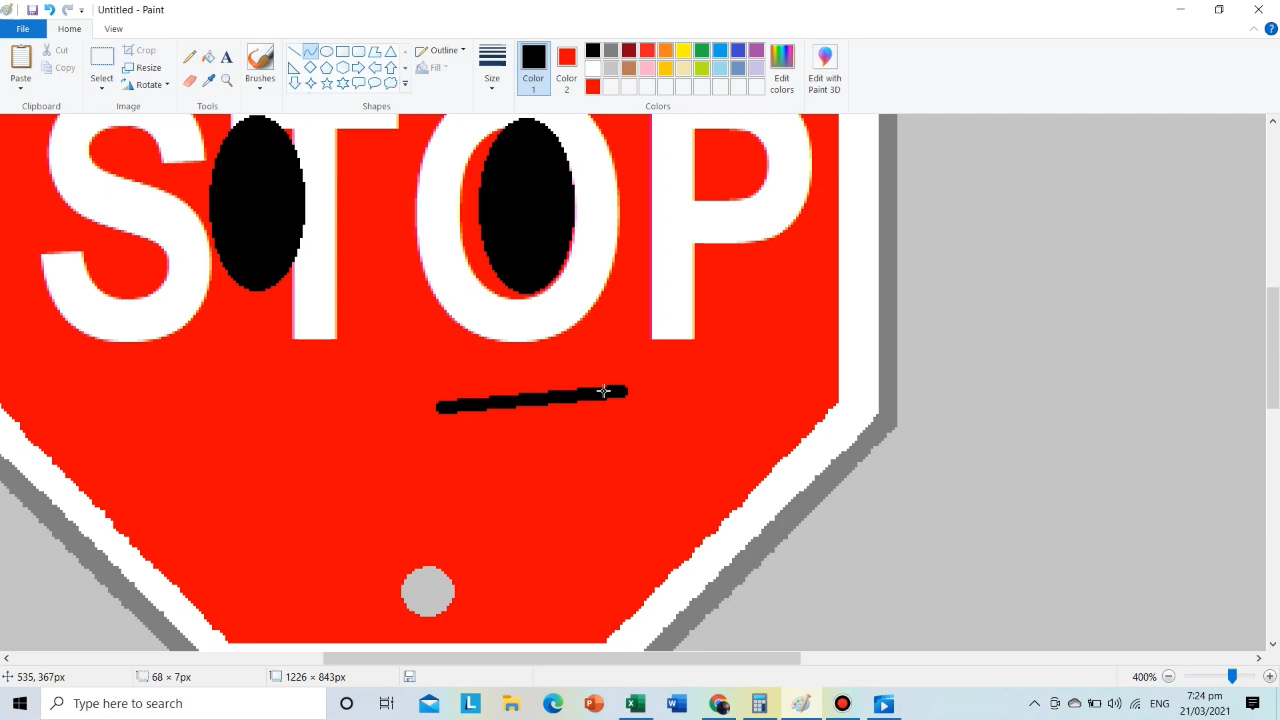 Untitled - Paint
File
Home
View
Paste
Cut
Copy
Clipboard
Select
Crop
Resize
Rotate
Image
Tools
Brushes
Outline
Fill
Shapes
Size
Color
1
Color
2
Edit
colors
Colors
Edit with
Paint 3D
STOP
535, 367px
68 × 7px
1226 × 843px
400%
Type here to search
ENG
7:24 pm
21/03/2021